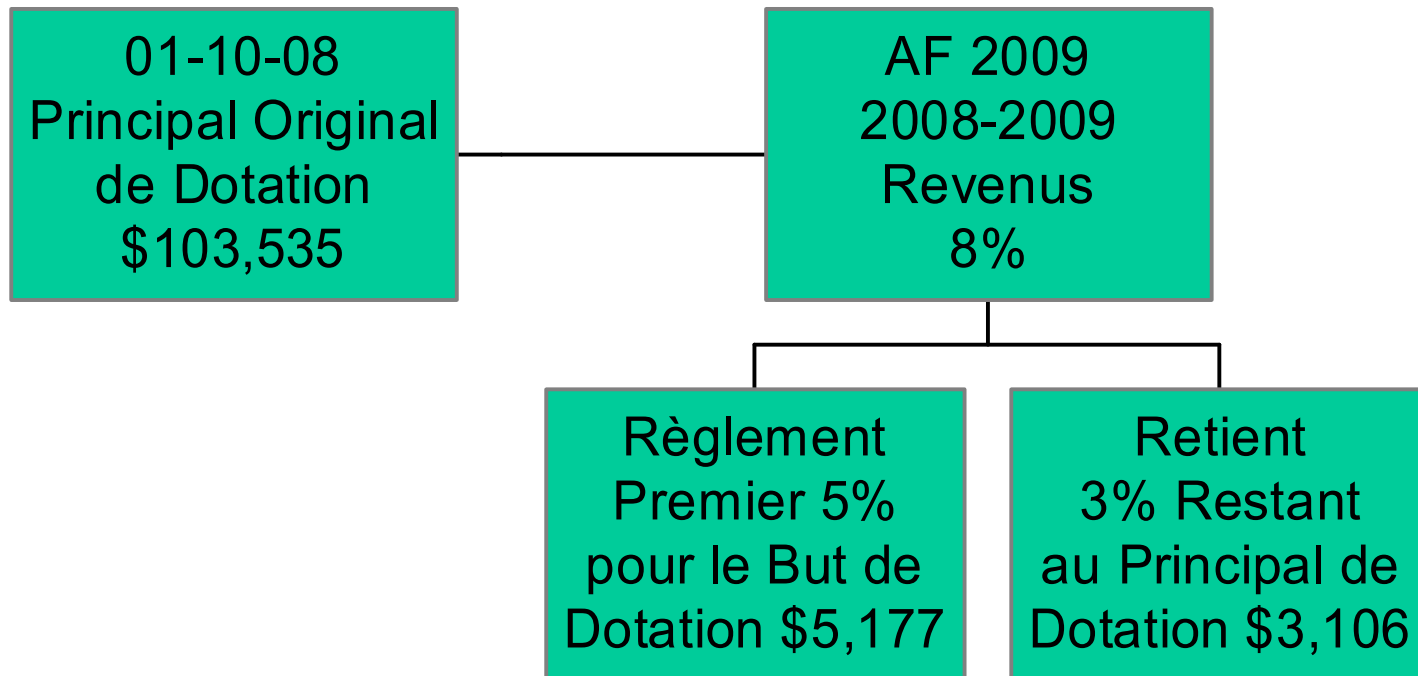 01-10-08
Principal Original
de Dotation
$103,535
AF 2009
2008-2009
Revenus
8%
Règlement
Premier 5%
pour le But de
Dotation $5,177
Retient
3% Restant
au Principal de
Dotation $3,106